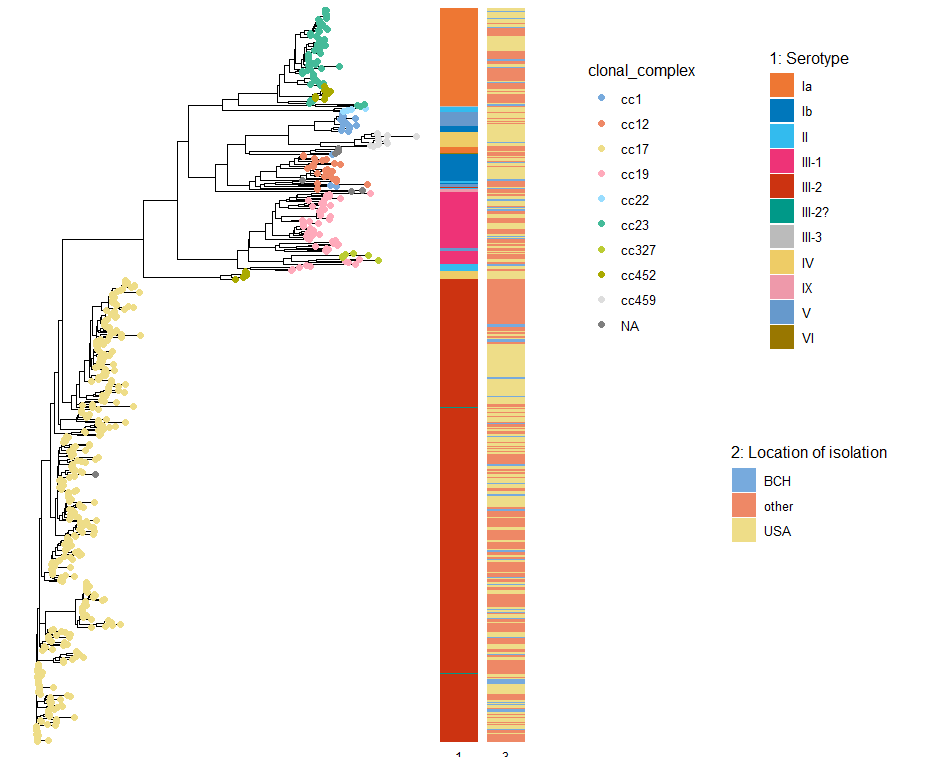 clonal_complex
cc1
cc12
cc17
cc19
cc22
cc23
cc327
cc452
cc459
NA
1: Serotype
Ia
Ib
II
III-1
III-2
III-2?
III-3
IV
IX
V
VI
2: Location of isolation
BCH
other
USA